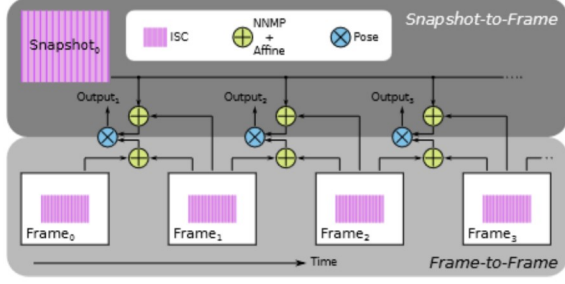 Snapshot-to-Frame
Snapshot₀
ISC
NNMP
+
Affine
Pose
Output₁
Output₂
Output₃
Frame₀
Frame₁
Frame₂
Frame₃
Time
Frame-to-Frame